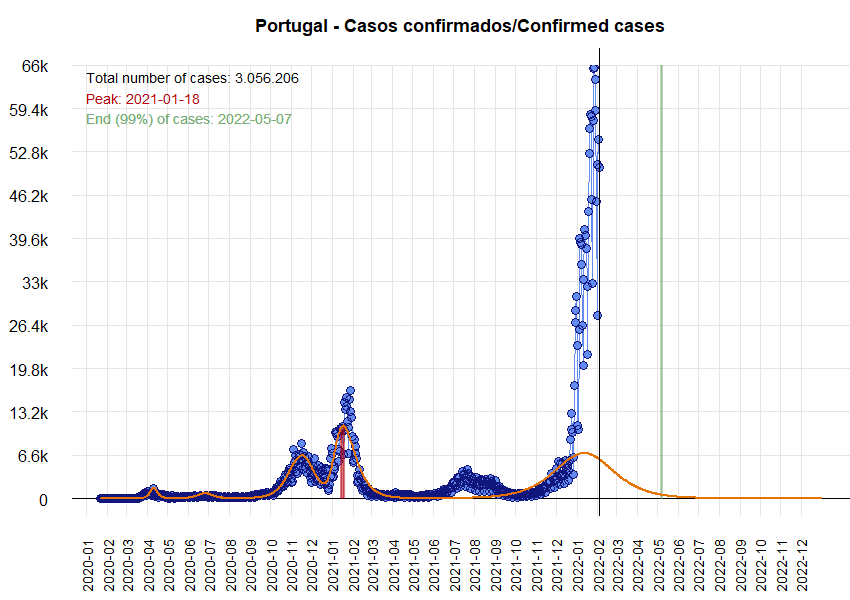 Portugal - Casos confirmados/Confirmed cases
66k
59.4k
52.8k
46.2k
39.6k
33k
26.4k
19.8k
13.2k
6.6k
0
Total number of cases: 3.056.206
Peak: 2021-01-18
End (99%) of cases: 2022-05-07
2020-01
2020-02
2020-03
2020-04
2020-05
2020-06
2020-07
2020-08
2020-09
2020-10
2020-11
2020-12
2021-01
2021-02
2021-03
2021-04
2021-05
2021-06
2021-07
2021-08
2021-09
2021-10
2021-11
2021-12
2022-01
2022-02
2022-03
2022-04
2022-05
2022-06
2022-07
2022-08
2022-09
2022-10
2022-11
2022-12